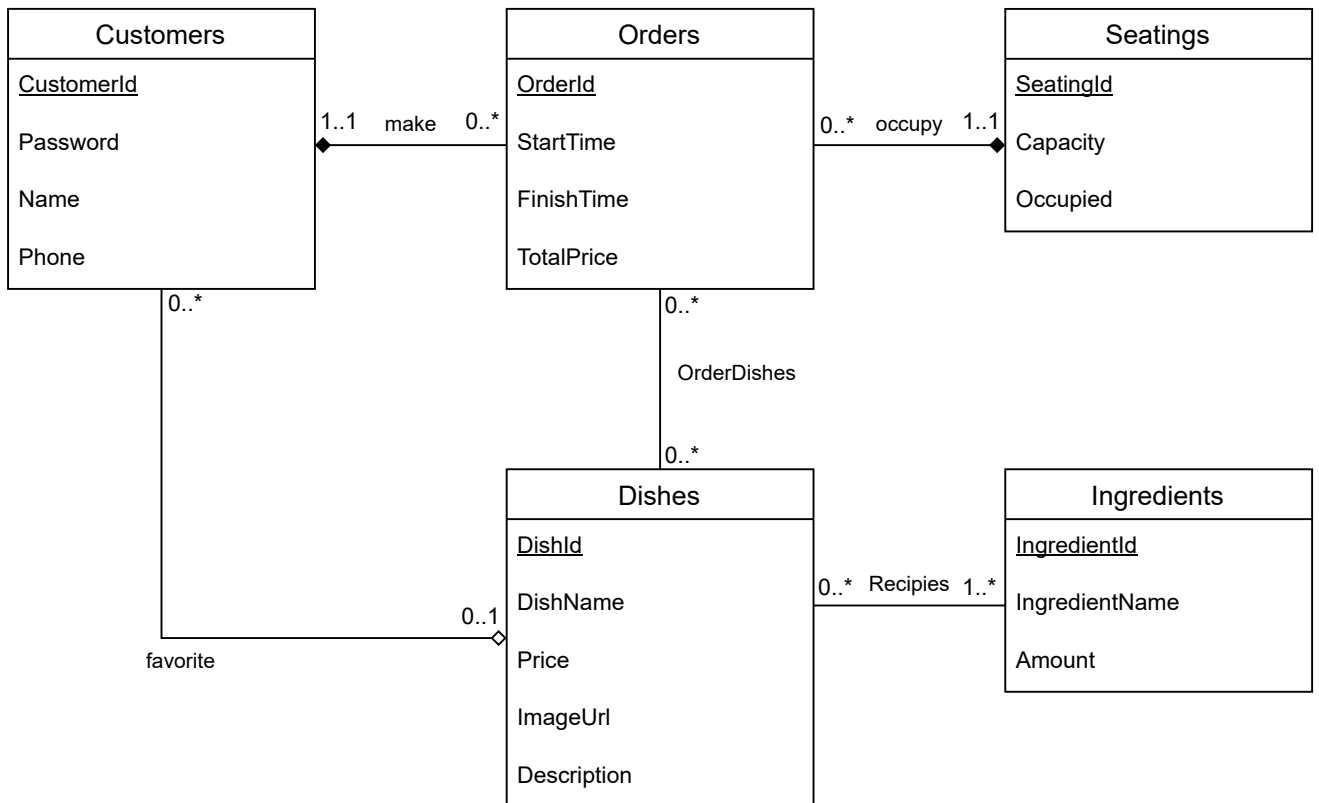 Customers
CustomerId
Password
Name
Phone
1..1 make 0..*
Orders
OrderId
StartTime
FinishTime
TotalPrice
0..* occupy 1..1
Seatings
SeatingId
Capacity
Occupied
0..*
0..*
OrderDishes
0..*
0..1
favorite
Dishes
DishId
DishName
Price
ImageUrl
Description
0..* Recipies 1..*
Ingredients
IngredientId
IngredientName
Amount